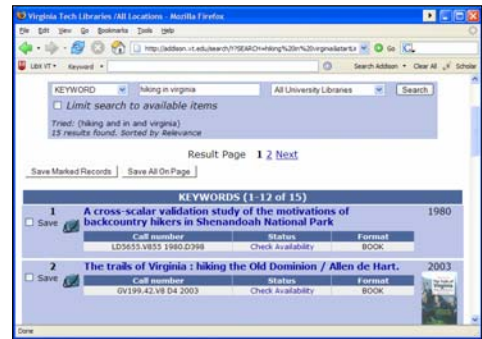 Virginia Tech Libraries /All Locations - Mozilla Firefox
File Edit View Go Bookmarks Tools Help
Go
LibX VT Keyword Search Addison Clear All Scholar
KEYWORD hiking in virginia All University Libraries Search
Limit search to available items
Tried: (hiking and in and virginia)
15 results found. Sorted by Relevance
Result Page 1 2 Next
Save Marked Records Save All On Page
KEYWORDS (1-12 of 15)
1 A cross-scalar validation study of the motivations of 1980
Save backcountry hikers in Shenandoah National Park
Call number Status Format
LD5655.V855 1980.D398 Check Availability BOOK
2 The trails of Virginia : hiking the Old Dominion / Allen de Hart. 2003
Save
Call number Status Format
GV199.42.V8 D4 2003 Check Availability BOOK
Done